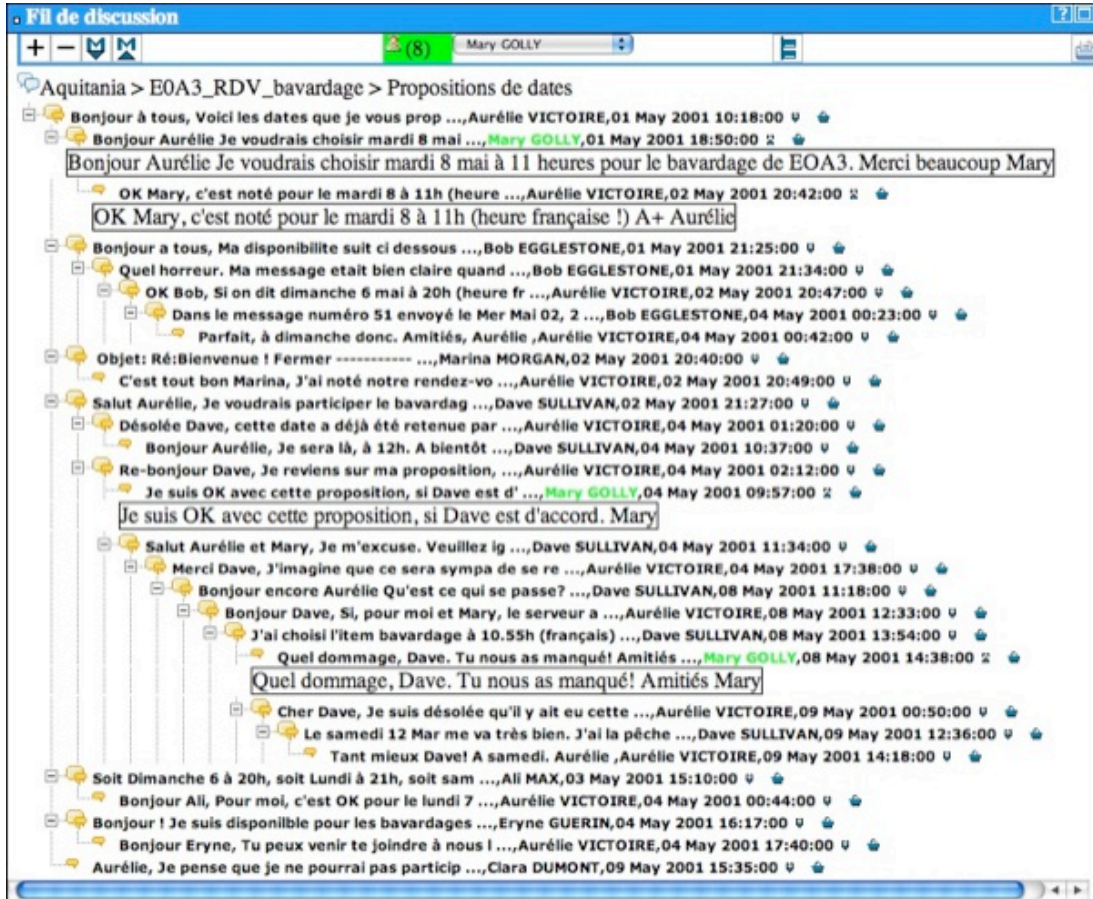 Fil de discussion
(8) Mary GOLLY
Aquitania > E0A3_RDV_bavardage > Propositions de dates
Bonjour à tous, Voici les dates que je vous prop ...,Aurélie VICTOIRE,01 May 2001 10:18:00
Bonjour Aurélie Je voudrais choisir mardi 8 mai ...,Mary GOLLY,01 May 2001 18:50:00
Bonjour Aurélie Je voudrais choisir mardi 8 mai à 11 heures pour le bavardage de EOA3. Merci beaucoup Mary
OK Mary, c'est noté pour le mardi 8 à 11h (heure ...,Aurélie VICTOIRE,02 May 2001 20:42:00
OK Mary, c'est noté pour le mardi 8 à 11h (heure française !) A+ Aurélie
Bonjour a tous, Ma disponibilite suit ci dessous ...,Bob EGGLESTONE,01 May 2001 21:25:00
Quel horreur. Ma message etait bien claire quand ...,Bob EGGLESTONE,01 May 2001 21:34:00
OK Bob, Si on dit dimanche 6 mai à 20h (heure fr ...,Aurélie VICTOIRE,02 May 2001 20:47:00
Dans le message numéro 51 envoyé le Mer Mai 02, 2 ...,Bob EGGLESTONE,04 May 2001 00:23:00
Parfait, à dimanche donc. Amitiés, Aurélie ,Aurélie VICTOIRE,04 May 2001 00:42:00
Objet: Ré:Bienvenue ! Fermer ----------- ...,Marina MORGAN,02 May 2001 20:40:00
C'est tout bon Marina, J'ai noté notre rendez-vo ...,Aurélie VICTOIRE,02 May 2001 20:49:00
Salut Aurélie, Je voudrais participer le bavardag ...,Dave SULLIVAN,02 May 2001 21:27:00
Désolée Dave, cette date a déjà été retenue par ...,Aurélie VICTOIRE,04 May 2001 01:20:00
Bonjour Aurélie, Je sera là, à 12h. A bientôt ...,Dave SULLIVAN,04 May 2001 10:37:00
Re-bonjour Dave, Je reviens sur ma proposition, ...,Aurélie VICTOIRE,04 May 2001 02:12:00
Je suis OK avec cette proposition, si Dave est d' ...,Mary GOLLY,04 May 2001 09:57:00
Je suis OK avec cette proposition, si Dave est d'accord. Mary
Salut Aurélie et Mary, Je m'excuse. Veuillez ig ...,Dave SULLIVAN,04 May 2001 11:34:00
Merci Dave, J'imagine que ce sera sympa de se re ...,Aurélie VICTOIRE,04 May 2001 17:38:00
Bonjour encore Aurélie Qu'est ce qui se passe? ...,Dave SULLIVAN,08 May 2001 11:18:00
Bonjour Dave, Si, pour moi et Mary, le serveur a ...,Aurélie VICTOIRE,08 May 2001 12:33:00
J'ai choisi l'item bavardage à 10.55h (français) ...,Dave SULLIVAN,08 May 2001 13:54:00
Quel dommage, Dave. Tu nous as manqué! Amitiés ...,Mary GOLLY,08 May 2001 14:38:00
Quel dommage, Dave. Tu nous as manqué! Amitiés Mary
Cher Dave, Je suis désolée qu'il y ait eu cette ...,Aurélie VICTOIRE,09 May 2001 00:50:00
Le samedi 12 Mar me va très bien. J'ai la pêche ...,Dave SULLIVAN,09 May 2001 12:36:00
Tant mieux Dave! A samedi. Aurélie ,Aurélie VICTOIRE,09 May 2001 14:18:00
Soit Dimanche 6 à 20h, soit Lundi à 21h, soit sam ...,Ali MAX,03 May 2001 15:10:00
Bonjour Ali, Pour moi, c'est OK pour le lundi 7 ...,Aurélie VICTOIRE,04 May 2001 00:44:00
Bonjour ! Je suis disponilble pour les bavardages ...,Eryne GUERIN,04 May 2001 16:17:00
Bonjour Eryne, Tu peux venir te joindre à nous l ...,Aurélie VICTOIRE,04 May 2001 17:40:00
Aurélie, Je pense que je ne pourrai pas particip ...,Clara DUMONT,09 May 2001 15:35:00